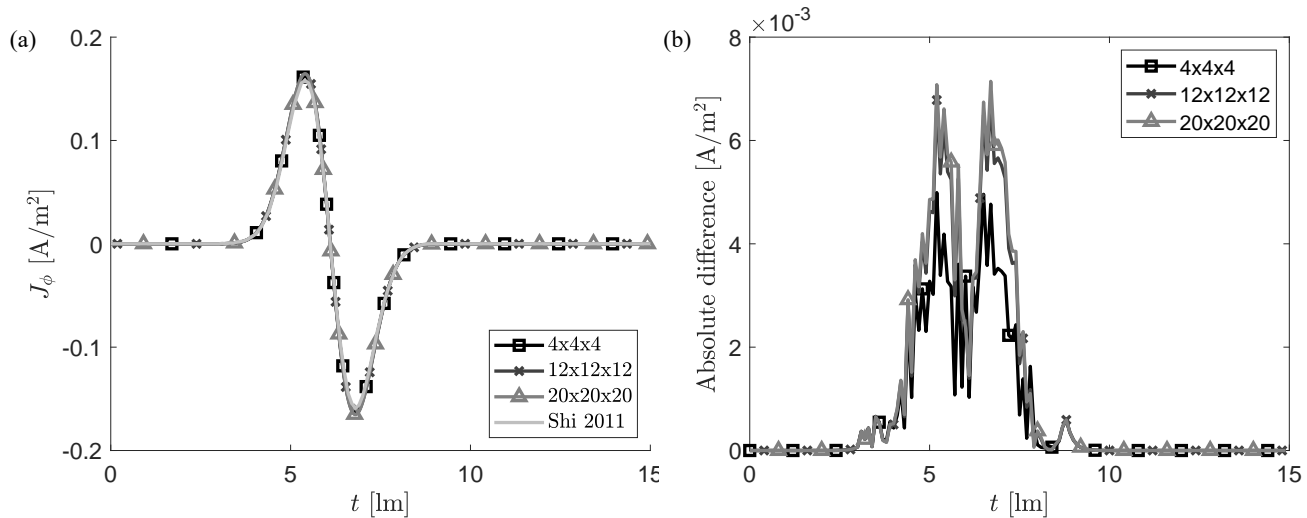 (a)
0.2
0.1
0
-0.1
-0.2
J_ϕ [A/m²]
4x4x4
12x12x12
20x20x20
Shi 2011
0 5 10 15
t [lm]
(b)
×10⁻³
8
6
4
2
0
Absolute difference [A/m²]
4x4x4
12x12x12
20x20x20
0 5 10 15
t [lm]